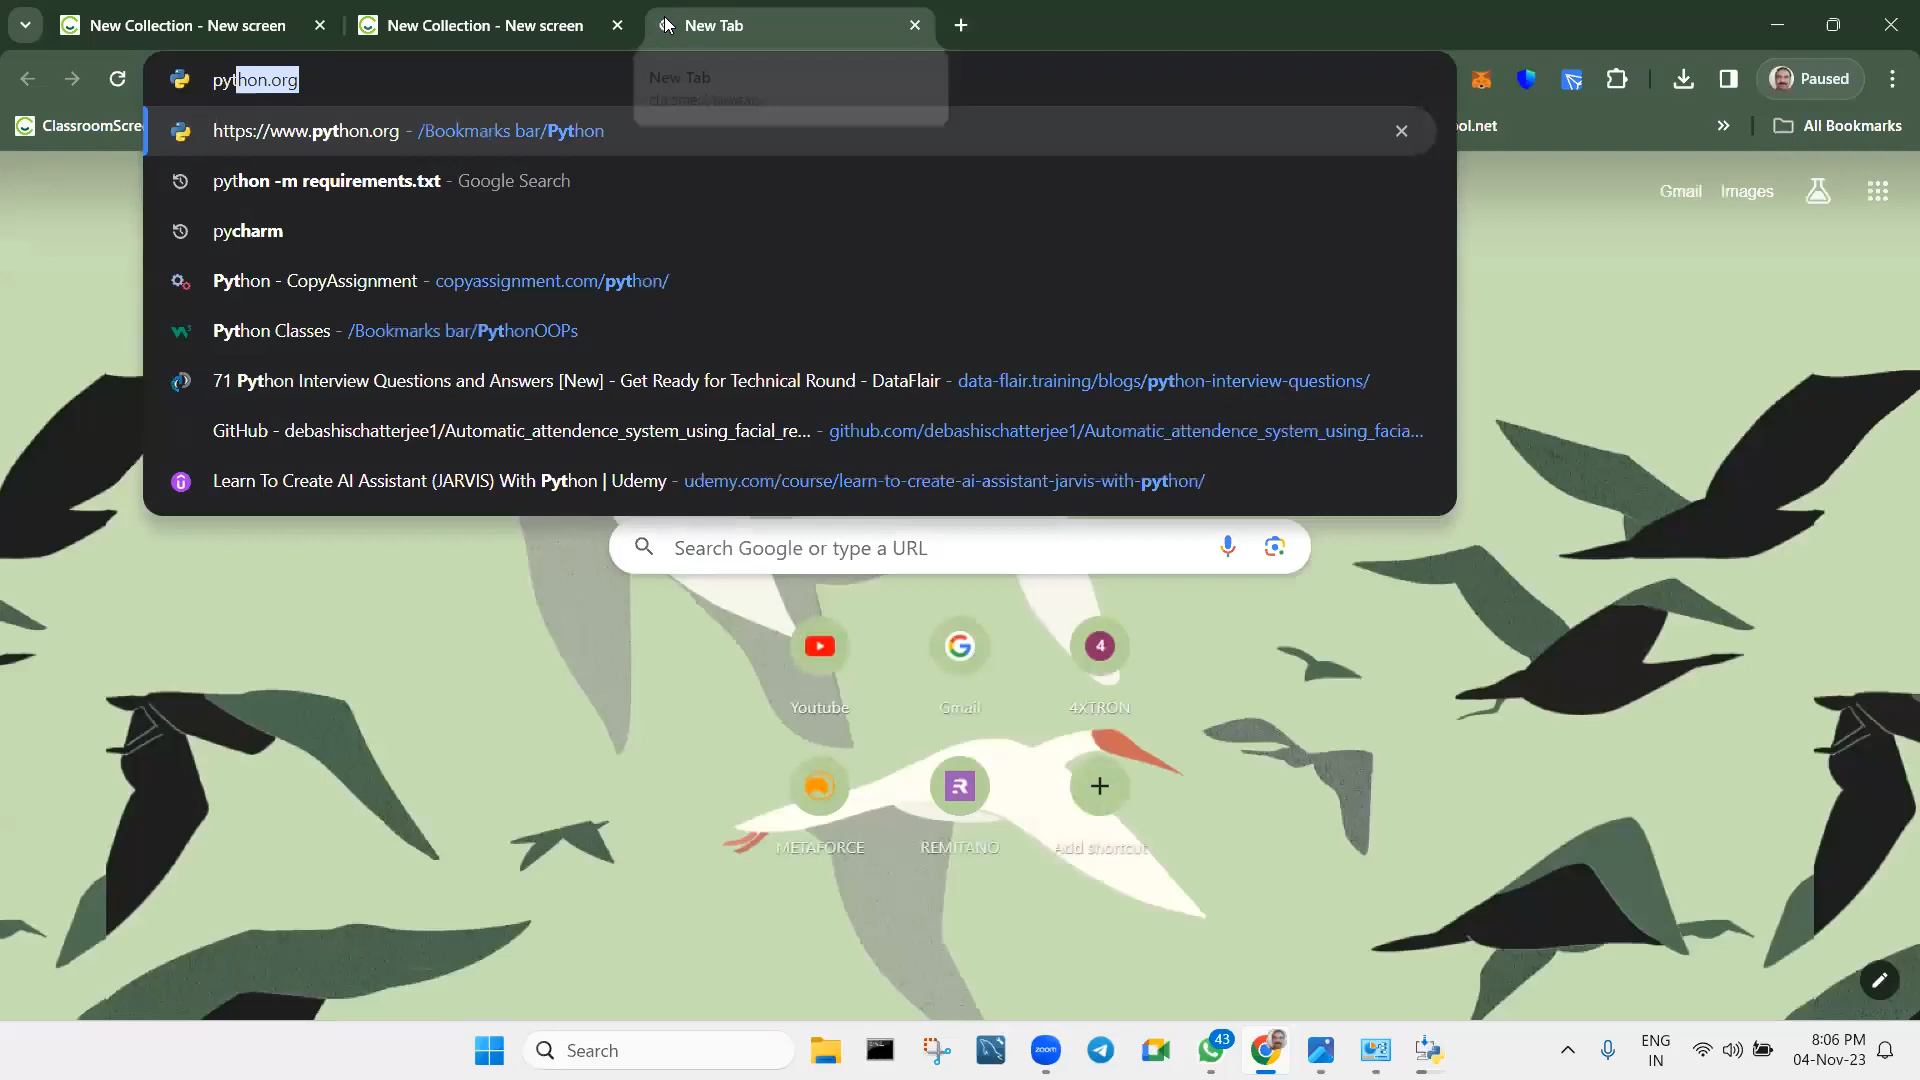 New Collection - New screen
New Collection - New screen
New Tab
python.org
New Tab
ClassroomScre
https://www.python.org - /Bookmarks bar/Python
ool.net
All Bookmarks
Paused
python -m requirements.txt - Google Search
Gmail
Images
pycharm
Python - CopyAssignment - copyassignment.com/python/
Python Classes - /Bookmarks bar/PythonOOPs
71 Python Interview Questions and Answers [New] - Get Ready for Technical Round - DataFlair - data-flair.training/blogs/python-interview-questions/
GitHub - debashischatterjee1/Automatic_attendence_system_using_facial_re... - github.com/debashischatterjee1/Automatic_attendence_system_using_facia...
Learn To Create AI Assistant (JARVIS) With Python | Udemy - udemy.com/course/learn-to-create-ai-assistant-jarvis-with-python/
Search Google or type a URL
4
Youtube
Gmail
4XTRON
METAFORCE
REMITANO
Add shortcut
Search
zoom
43
ENG
IN
8:06 PM
04-Nov-23